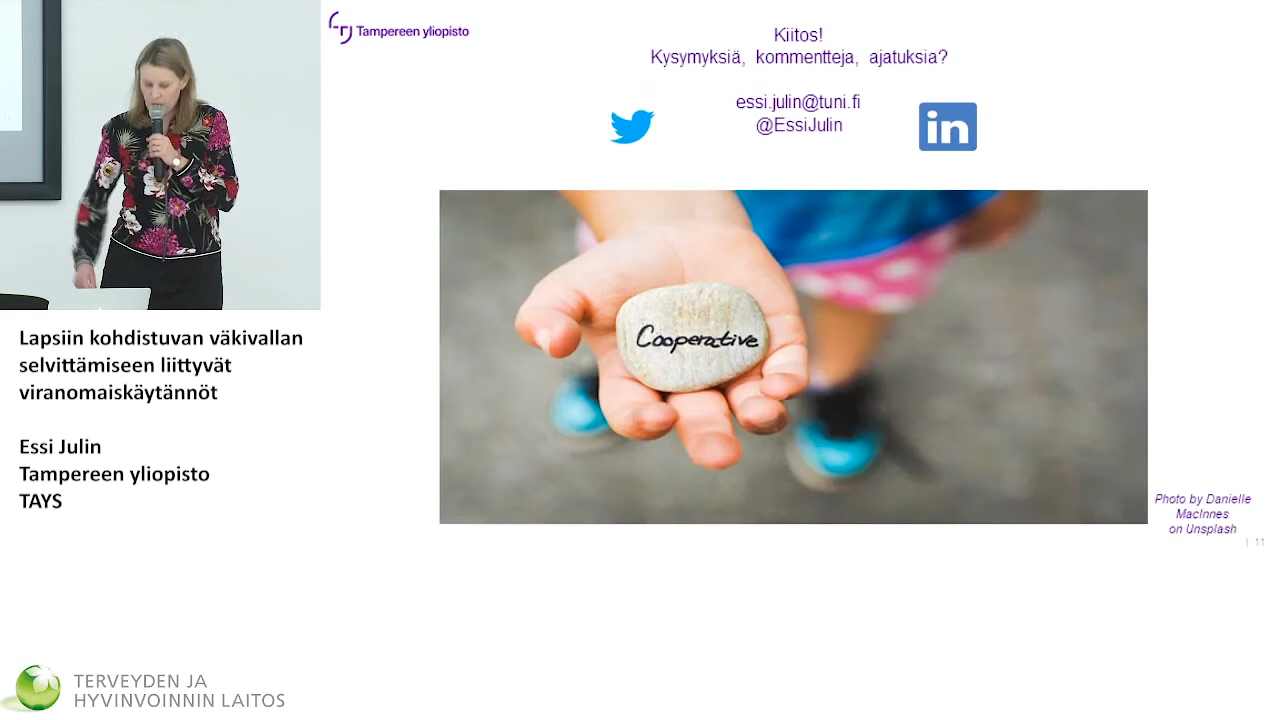 Tampereen yliopisto
Kiitos!
Kysymyksiä, kommentteja, ajatuksia?
essi.julin@tuni.fi
@EssiJulin
in
Cooperative
Photo by Danielle
MacInnes
on Unsplash
| 11
Lapsiin kohdistuvan väkivallan
selvittämiseen liittyvät
viranomaiskäytännöt
Essi Julin
Tampereen yliopisto
TAYS
TERVEYDEN JA
HYVINVOINNIN LAITOS